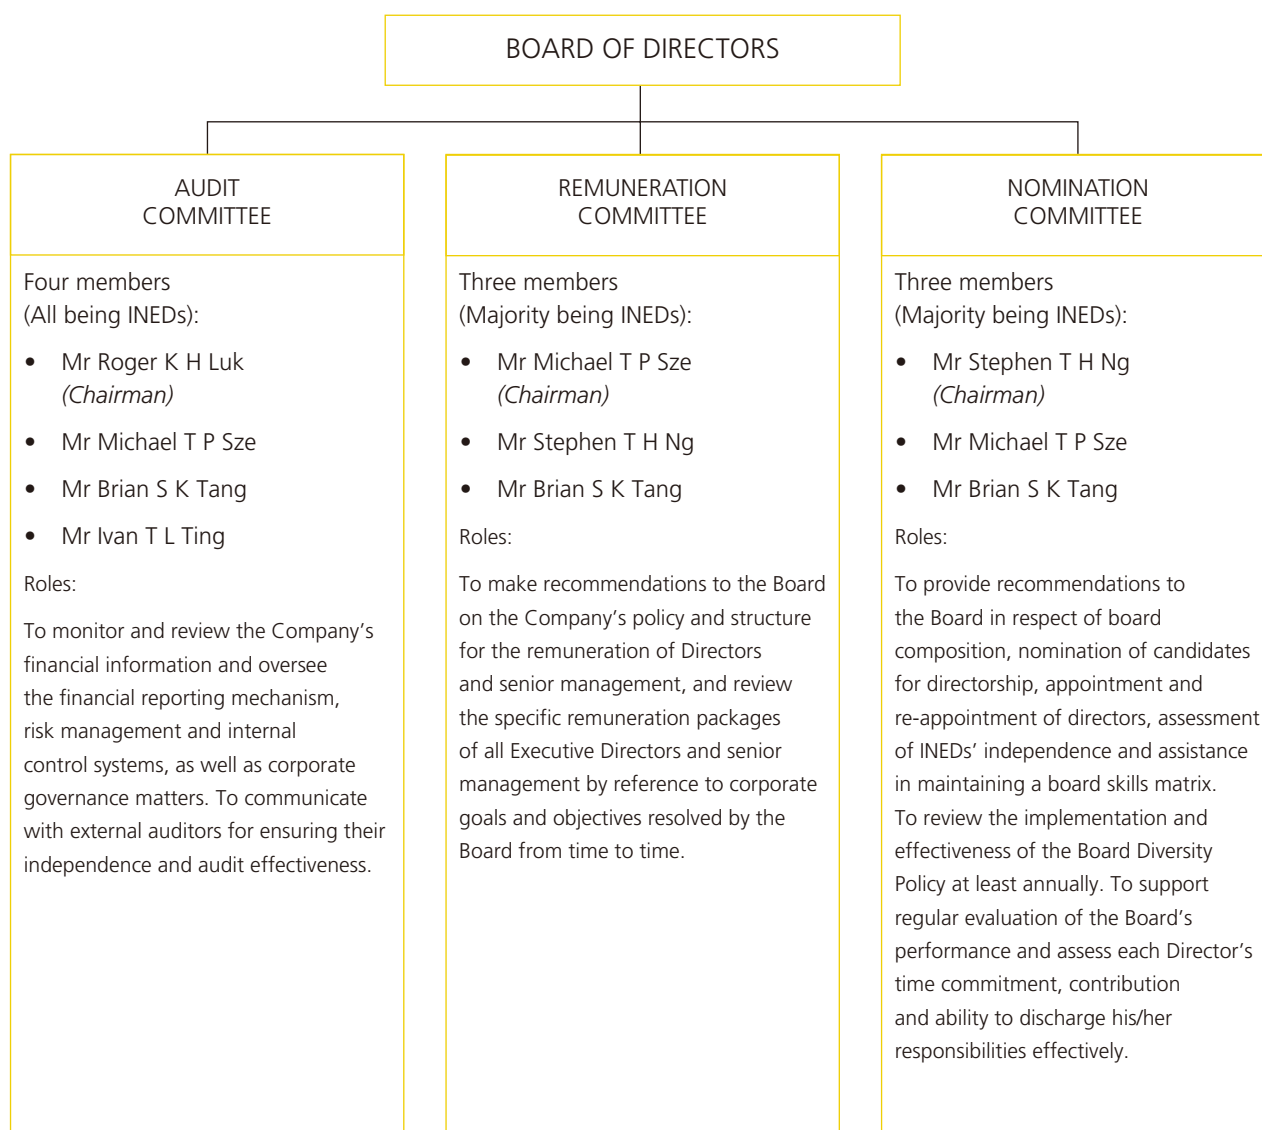 BOARD OF DIRECTORS
AUDIT
COMMITTEE
Four members
(All being INEDs):
• Mr Roger K H Luk
(Chairman)
• Mr Michael T P Sze
• Mr Brian S K Tang
• Mr Ivan T L Ting
Roles:
To monitor and review the Company’s
financial information and oversee
the financial reporting mechanism,
risk management and internal
control systems, as well as corporate
governance matters. To communicate
with external auditors for ensuring their
independence and audit effectiveness.
REMUNERATION
COMMITTEE
Three members
(Majority being INEDs):
• Mr Michael T P Sze
(Chairman)
• Mr Stephen T H Ng
• Mr Brian S K Tang
Roles:
To make recommendations to the Board
on the Company’s policy and structure
for the remuneration of Directors
and senior management, and review
the specific remuneration packages
of all Executive Directors and senior
management by reference to corporate
goals and objectives resolved by the
Board from time to time.
NOMINATION
COMMITTEE
Three members
(Majority being INEDs):
• Mr Stephen T H Ng
(Chairman)
• Mr Michael T P Sze
• Mr Brian S K Tang
Roles:
To provide recommendations to
the Board in respect of board
composition, nomination of candidates
for directorship, appointment and
re-appointment of directors, assessment
of INEDs’ independence and assistance
in maintaining a board skills matrix.
To review the implementation and
effectiveness of the Board Diversity
Policy at least annually. To support
regular evaluation of the Board’s
performance and assess each Director’s
time commitment, contribution
and ability to discharge his/her
responsibilities effectively.